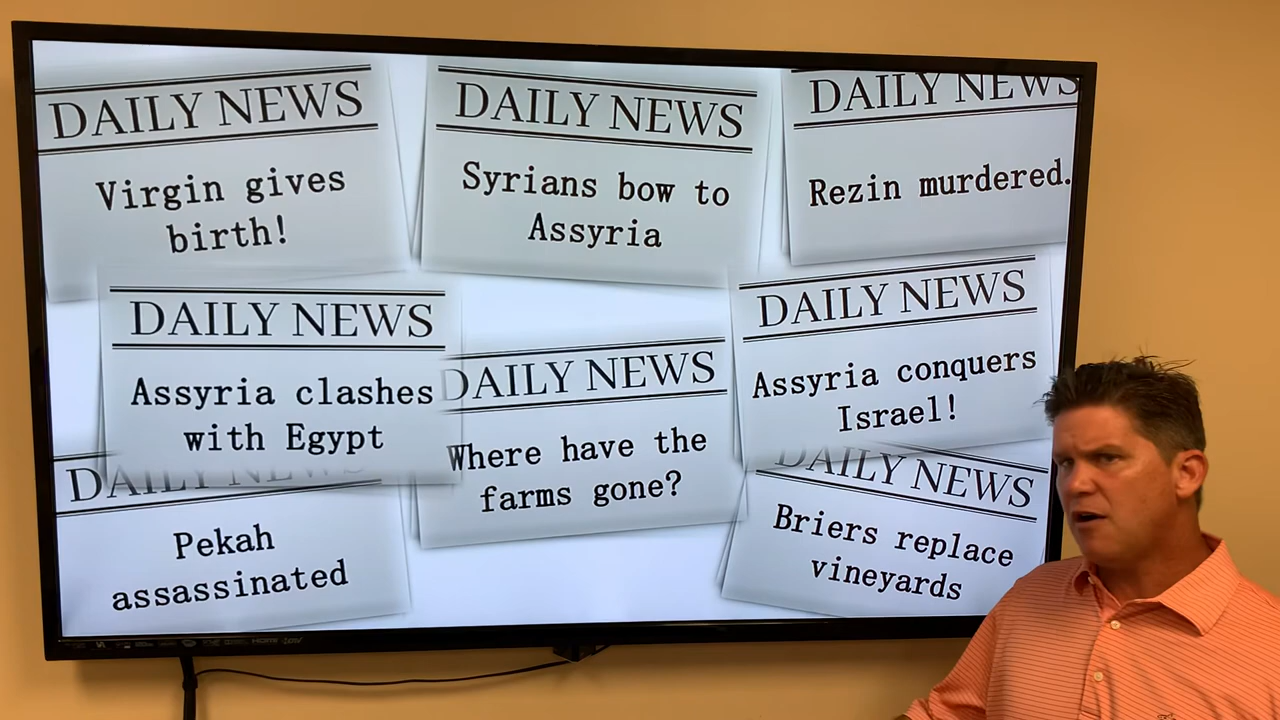 DAILY NEWS
Virgin gives
birth!
DAILY NEWS
Syrians bow to
Assyria
DAILY NEWS
Rezin murdered.
DAILY NEWS
Assyria clashes
with Egypt
DAILY NEWS
Where have the
farms gone?
DAILY NEWS
Assyria conquers
Israel!
DAILY NEWS
Pekah
assassinated
DAILY NEWS
Briers replace
vineyards